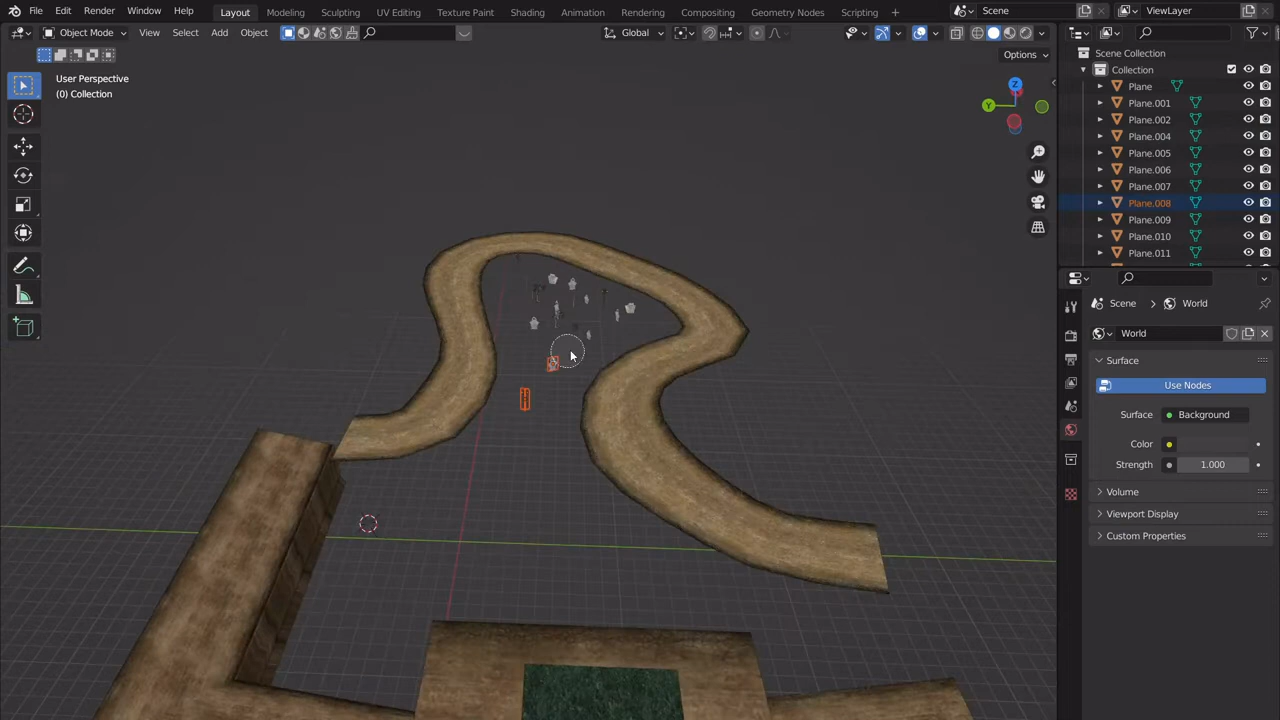 File Edit Render Window Help Layout Modeling Sculpting UV Editing Texture Paint Shading Animation Rendering Compositing Geometry Nodes Scripting Scene ViewLayer
Object Mode View Select Add Object Global
Options
User Perspective
(0) Collection
Z
Y
Scene Collection
Collection
Plane
Plane.001
Plane.002
Plane.004
Plane.005
Plane.006
Plane.007
Plane.008
Plane.009
Plane.010
Plane.011
Scene > World
World
Surface
Use Nodes
Surface Background
Color
Strength 1.000
Volume
Viewport Display
Custom Properties